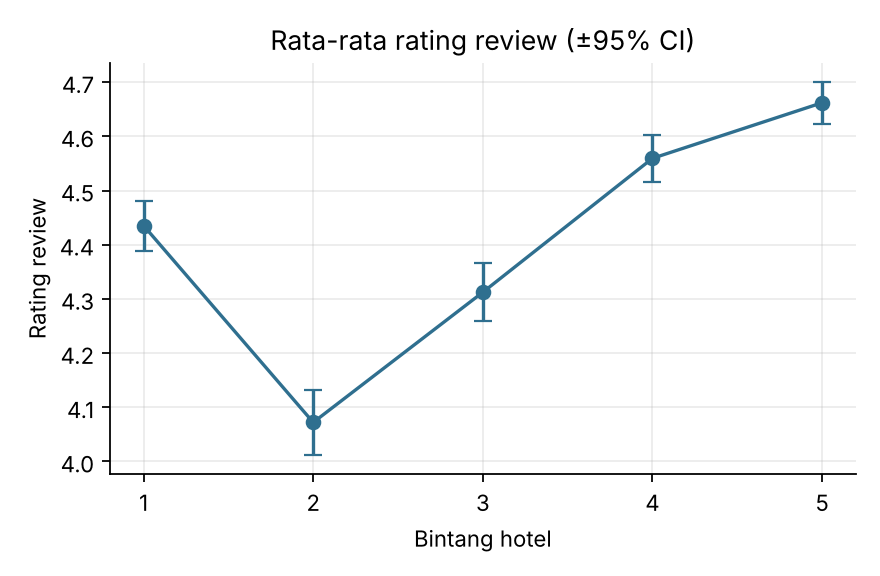 Rata-rata rating review (±95% CI)
Rating review
4.7
4.6
4.5
4.4
4.3
4.2
4.1
4.0
1 2 3 4 5
Bintang hotel